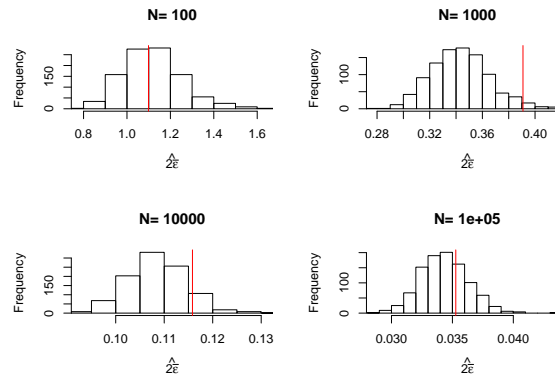 N= 100
Frequency
0 150
0.8 1.0 1.2 1.4 1.6
2ε̂
N= 1000
Frequency
0 100
0.28 0.32 0.36 0.40
2ε̂
N= 10000
Frequency
0 150
0.10 0.11 0.12 0.13
2ε̂
N= 1e+05
Frequency
0 100
0.030 0.035 0.040
2ε̂